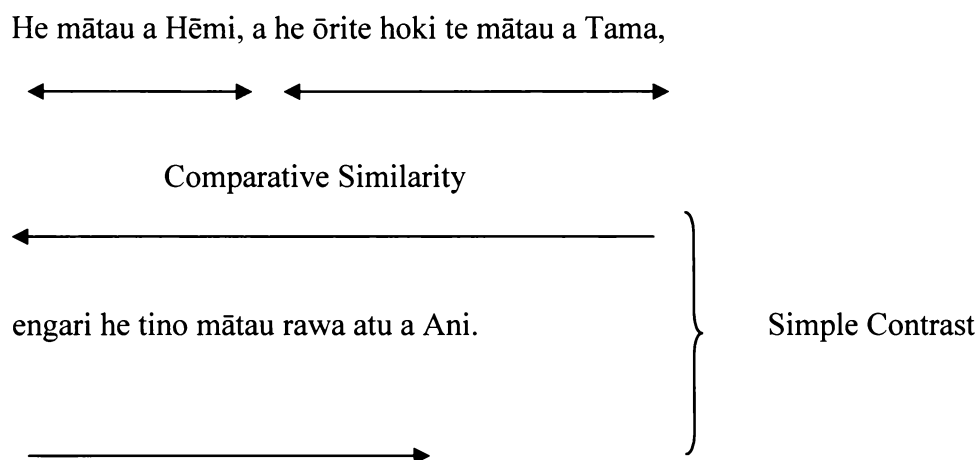 He mātau a Hēmi, a he ōrite hoki te mātau a Tama,
Comparative Similarity
engari he tino mātau rawa atu a Ani.
Simple Contrast